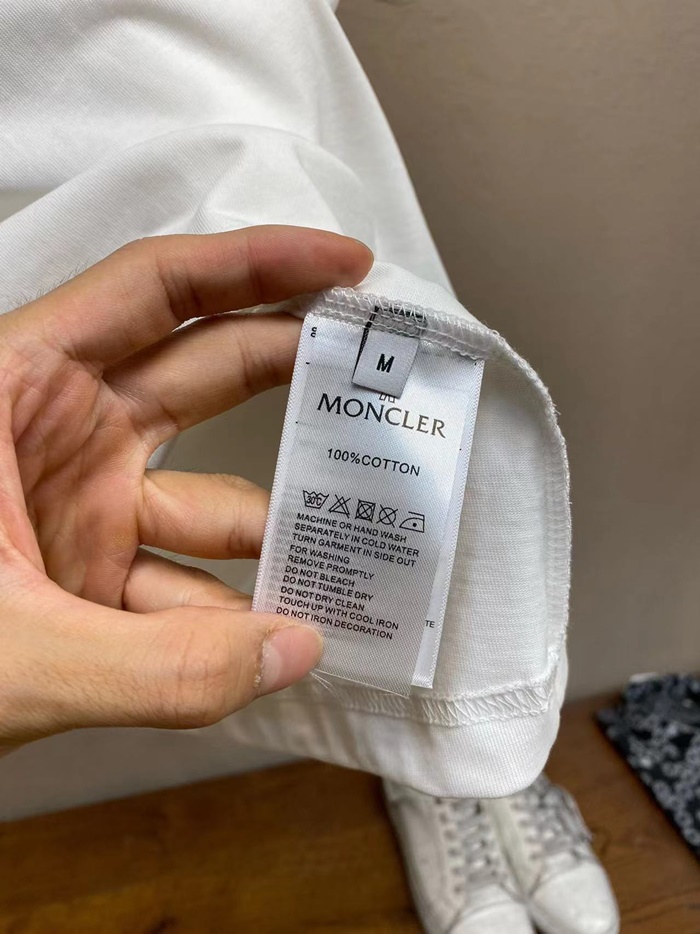 M
MONCLER
100%COTTON
30°C
MACHINE OR HAND WASH
SEPARATELY IN COLD WATER
TURN GARMENT IN SIDE OUT
FOR WASHING
REMOVE PROMPTLY
DO NOT BLEACH
DO NOT TUMBLE DRY
DO NOT DRY CLEAN
TOUCH UP WITH COOL IRON
DO NOT IRON DECORATION
TE